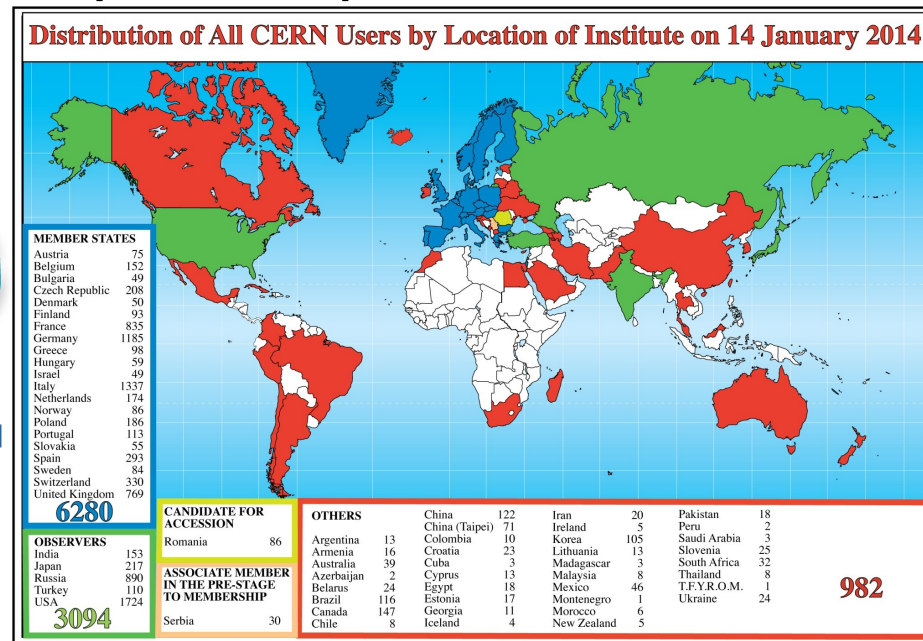 Distribution of All CERN Users by Location of Institute on 14 January 2014
MEMBER STATES
Austria 75
Belgium 152
Bulgaria 49
Czech Republic 208
Denmark 50
Finland 93
France 835
Germany 1185
Greece 98
Hungary 59
Israel 49
Italy 1337
Netherlands 174
Norway 86
Poland 186
Portugal 113
Slovakia 55
Spain 293
Sweden 84
Switzerland 330
United Kingdom 769
6280
OBSERVERS
India 153
Japan 217
Russia 890
Turkey 110
USA 1724
3094
CANDIDATE FOR
ACCESSION
Romania 86
ASSOCIATE MEMBER
IN THE PRE-STAGE
TO MEMBERSHIP
Serbia 30
OTHERS
Argentina 13
Armenia 16
Australia 39
Azerbaijan 2
Belarus 24
Brazil 116
Canada 147
Chile 8
China 122
China (Taipei) 71
Colombia 10
Croatia 23
Cuba 3
Cyprus 13
Egypt 18
Estonia 17
Georgia 11
Iceland 4
Iran 20
Ireland 5
Korea 105
Lithuania 13
Madagascar 3
Malaysia 8
Mexico 46
Montenegro 1
Morocco 6
New Zealand 5
Pakistan 18
Peru 2
Saudi Arabia 3
Slovenia 25
South Africa 32
Thailand 8
T.F.Y.R.O.M. 1
Ukraine 24
982